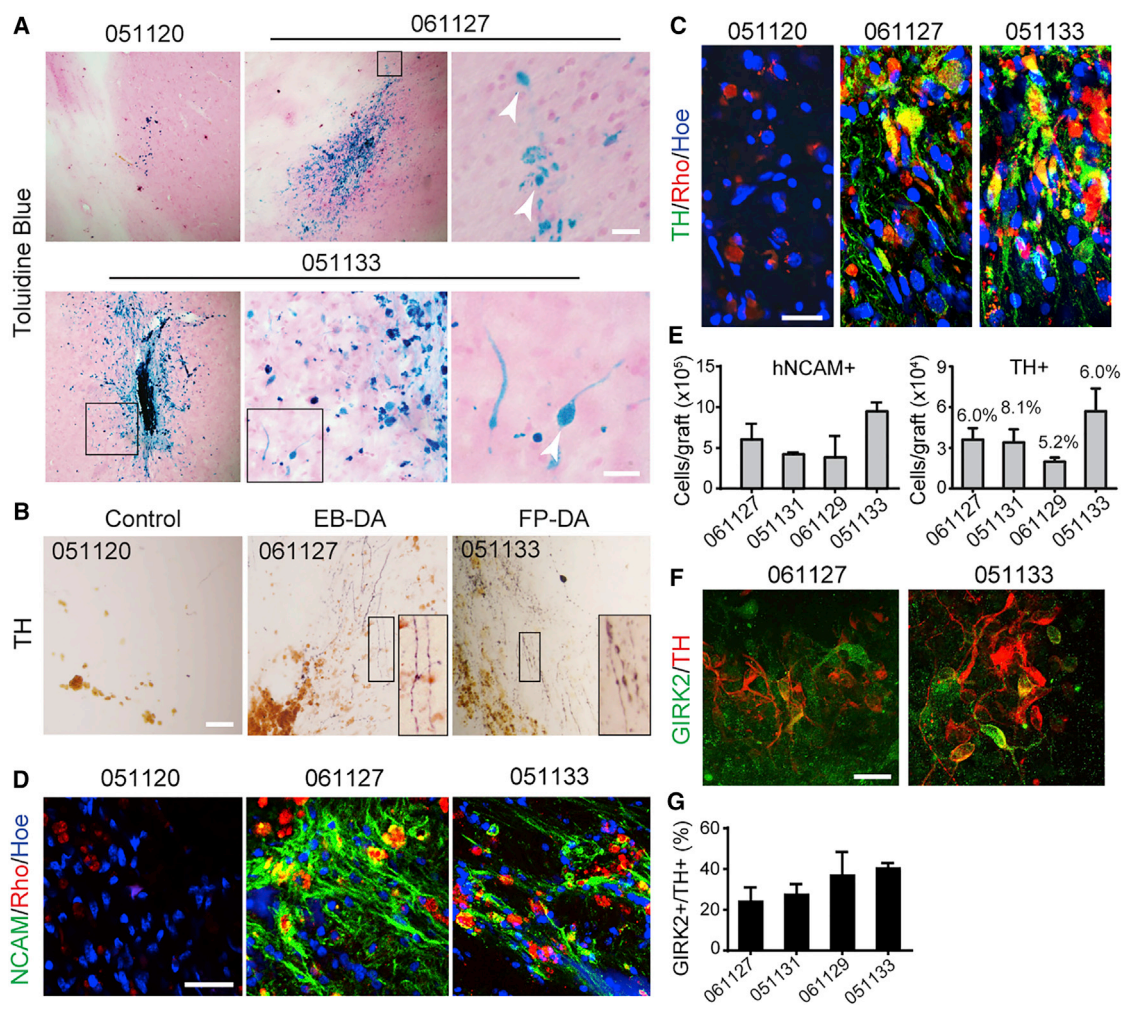 A
051120
061127
Toluidine Blue
051133
B
Control
EB-DA
FP-DA
051120
061127
051133
TH
D
051120
061127
051133
NCAM/Rho/Hoe
C
051120
061127
051133
TH/Rho/Hoe
E
hNCAM+
Cells/graft (x10⁵)
15
10
5
0
061127
051131
061129
051133
TH+
Cells/graft (x10⁴)
9
6
3
0
6.0%
8.1%
5.2%
6.0%
061127
051131
061129
051133
F
061127
051133
GIRK2/TH
G
GIRK2+/TH+ (%)
60
40
20
0
061127
051131
061129
051133